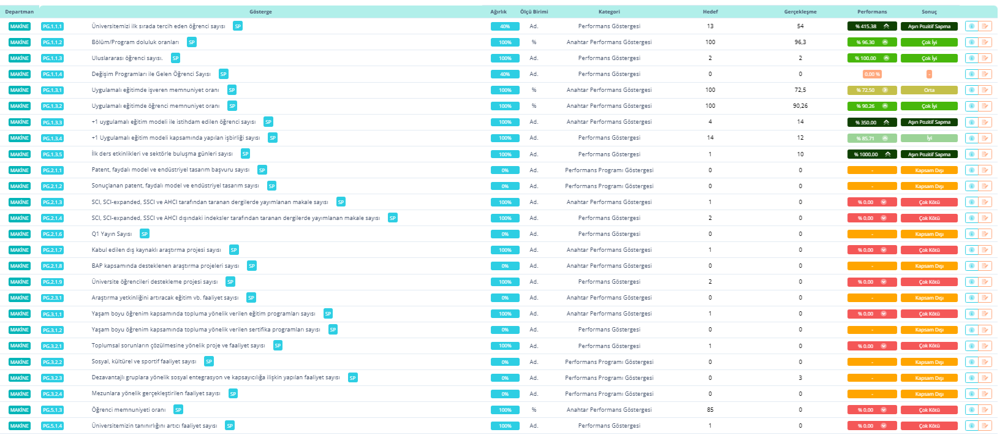 Departman Gösterge Ağırlık Ölçü Birimi Kategori Hedef Gerçekleşme Performans Sonuç
MAKİNE PG.1.1.1 Üniversitemizi ilk sırada tercih eden öğrenci sayısı SP 40% Ad. Performans Göstergesi 13 54 % 415.38 Aşırı Pozitif Sapma
MAKİNE PG.1.1.2 Bölüm/Program doluluk oranları SP 100% % Anahtar Performans Göstergesi 100 96,3 % 96.30 Çok İyi
MAKİNE PG.1.1.3 Uluslararası öğrenci sayısı. SP 100% Ad. Performans Göstergesi 2 2 % 100.00 Çok İyi
MAKİNE PG.1.1.4 Değişim Programları ile Gelen Öğrenci Sayısı SP 40% Ad. Performans Göstergesi 0 0 0.00 % -
MAKİNE PG.1.3.1 Uygulamalı eğitimde işveren memnuniyet oranı SP 100% % Anahtar Performans Göstergesi 100 72,5 % 72.50 Orta
MAKİNE PG.1.3.2 Uygulamalı eğitimde öğrenci memnuniyet oranı SP 100% % Anahtar Performans Göstergesi 100 90,26 % 90.26 Çok İyi
MAKİNE PG.1.3.3 +1 uygulamalı eğitim modeli ile istihdam edilen öğrenci sayısı SP 100% Ad. Anahtar Performans Göstergesi 4 14 % 350.00 Aşırı Pozitif Sapma
MAKİNE PG.1.3.4 +1 Uygulamalı eğitim modeli kapsamında yapılan işbirliği sayısı SP 100% Ad. Performans Göstergesi 14 12 % 85.71 İyi
MAKİNE PG.1.3.5 İlk ders etkinlikleri ve sektörle buluşma günleri sayısı SP 100% Ad. Performans Göstergesi 1 10 % 1000.00 Aşırı Pozitif Sapma
MAKİNE PG.2.1.1 Patent, faydalı model ve endüstriyel tasarım başvuru sayısı SP 0% Ad. Performans Programı Göstergesi 0 0 - Kapsam Dışı
MAKİNE PG.2.1.2 Sonuçlanan patent, faydalı model ve endüstriyel tasarım sayısı SP 0% Ad. Performans Programı Göstergesi 0 0 - Kapsam Dışı
MAKİNE PG.2.1.3 SCI, SCI-expanded, SSCI ve AHCI tarafından taranan dergilerde yayımlanan makale sayısı SP 100% Ad. Anahtar Performans Göstergesi 1 0 % 0.00 Çok Kötü
MAKİNE PG.2.1.4 SCI, SCI-expanded, SSCI ve AHCI dışındaki indeksler tarafından taranan dergilerde yayımlanan makale sayısı SP 100% Ad. Performans Göstergesi 2 0 % 0.00 Çok Kötü
MAKİNE PG.2.1.6 Q1 Yayın Sayısı SP 0% Ad. Performans Göstergesi 0 0 - Kapsam Dışı
MAKİNE PG.2.1.7 Kabul edilen dış kaynaklı araştırma projesi sayısı SP 100% Ad. Anahtar Performans Göstergesi 1 0 % 0.00 Çok Kötü
MAKİNE PG.2.1.8 BAP kapsamında desteklenen araştırma projeleri sayısı SP 0% Ad. Anahtar Performans Göstergesi 0 0 - Kapsam Dışı
MAKİNE PG.2.1.9 Üniversite öğrencileri destekleme projesi sayısı SP 100% Ad. Performans Göstergesi 2 0 % 0.00 Çok Kötü
MAKİNE PG.2.3.1 Araştırma yetkinliğini artıracak eğitim vb. faaliyet sayısı SP 0% Ad. Anahtar Performans Göstergesi 0 0 - Kapsam Dışı
MAKİNE PG.3.1.1 Yaşam boyu öğrenim kapsamında topluma yönelik verilen eğitim programları sayısı SP 100% Ad. Anahtar Performans Göstergesi 1 0 % 0.00 Çok Kötü
MAKİNE PG.3.1.2 Yaşam boyu öğrenim kapsamında topluma yönelik verilen sertifika programları sayısı SP 0% Ad. Performans Göstergesi 0 0 - Kapsam Dışı
MAKİNE PG.3.2.1 Toplumsal sorunların çözülmesine yönelik proje ve faaliyet sayısı SP 100% Ad. Performans Göstergesi 1 0 % 0.00 Çok Kötü
MAKİNE PG.3.2.2 Sosyal, kültürel ve sportif faaliyet sayısı SP 0% Ad. Performans Programı Göstergesi 0 0 - Kapsam Dışı
MAKİNE PG.3.2.3 Dezavantajlı gruplara yönelik sosyal entegrasyon ve kapsayıcılığa ilişkin yapılan faaliyet sayısı SP 0% Ad. Performans Programı Göstergesi 0 3 - Kapsam Dışı
MAKİNE PG.3.2.4 Mezunlara yönelik gerçekleştirilen faaliyet sayısı SP 0% Ad. Performans Programı Göstergesi 0 0 - Kapsam Dışı
MAKİNE PG.5.1.3 Öğrenci memnuniyeti oranı SP 100% % Anahtar Performans Göstergesi 85 0 % 0.00 Çok Kötü
MAKİNE PG.5.1.4 Üniversitemizin tanınırlığını artıcı faaliyet sayısı SP 100% Ad. Performans Göstergesi 1 0 % 0.00 Çok Kötü